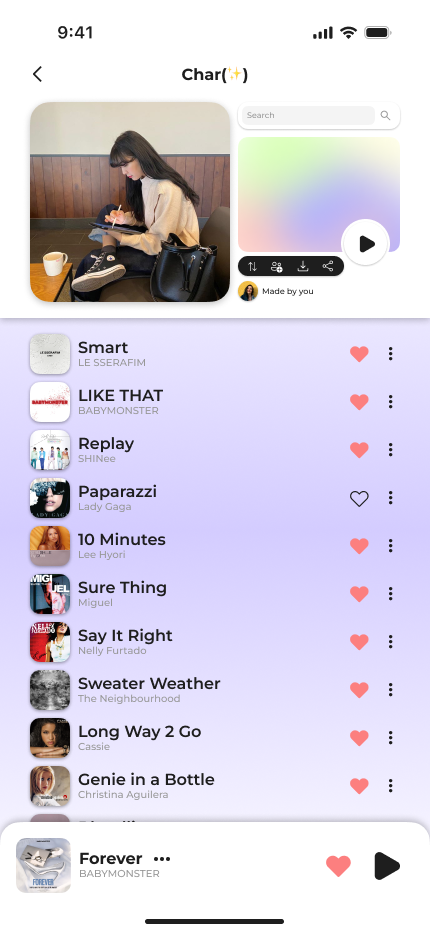 9:41
Char(✨)
Search
Made by you
LE SSERAFIM
Smart
LE SSERAFIM
BABYMONSTER
LIKE THAT
BABYMONSTER
Replay
SHINee
LADY GAGA
Paparazzi
Lady Gaga
10 Minutes
Lee Hyori
MIGUEL
Sure Thing
Miguel
NELLY
FURTADO
Say It Right
Nelly Furtado
Sweater Weather
The Neighbourhood
Long Way 2 Go
Cassie
Genie in a Bottle
Christina Aguilera
FOREVER
Forever
BABYMONSTER